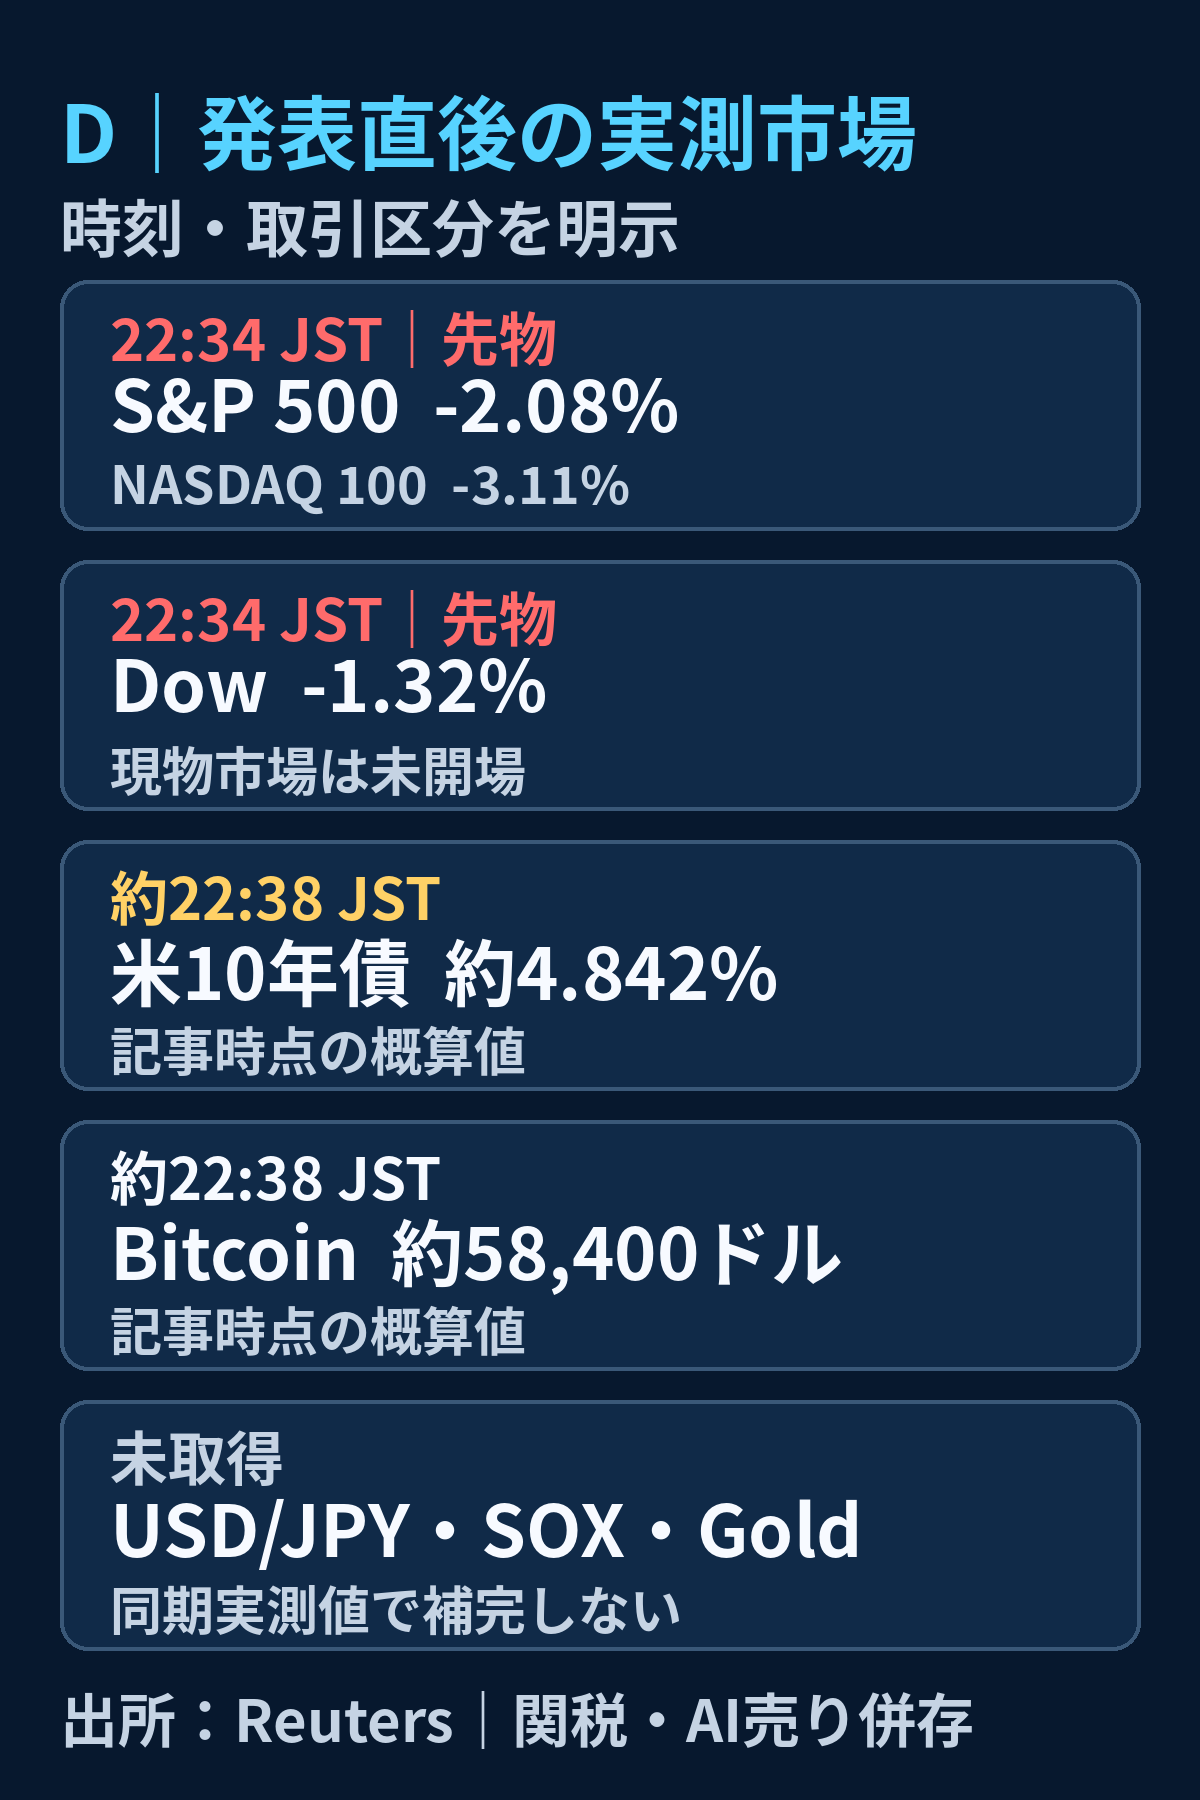 D｜発表直後の実測市場
時刻・取引区分を明示
22:34 JST｜先物
S&P 500 -2.08%
NASDAQ 100 -3.11%
22:34 JST｜先物
Dow -1.32%
現物市場は未開場
約22:38 JST
米10年債 約4.842%
記事時点の概算値
約22:38 JST
Bitcoin 約58,400ドル
記事時点の概算値
未取得
USD/JPY・SOX・Gold
同期実測値で補完しない
出所：Reuters｜関税・AI売り併存